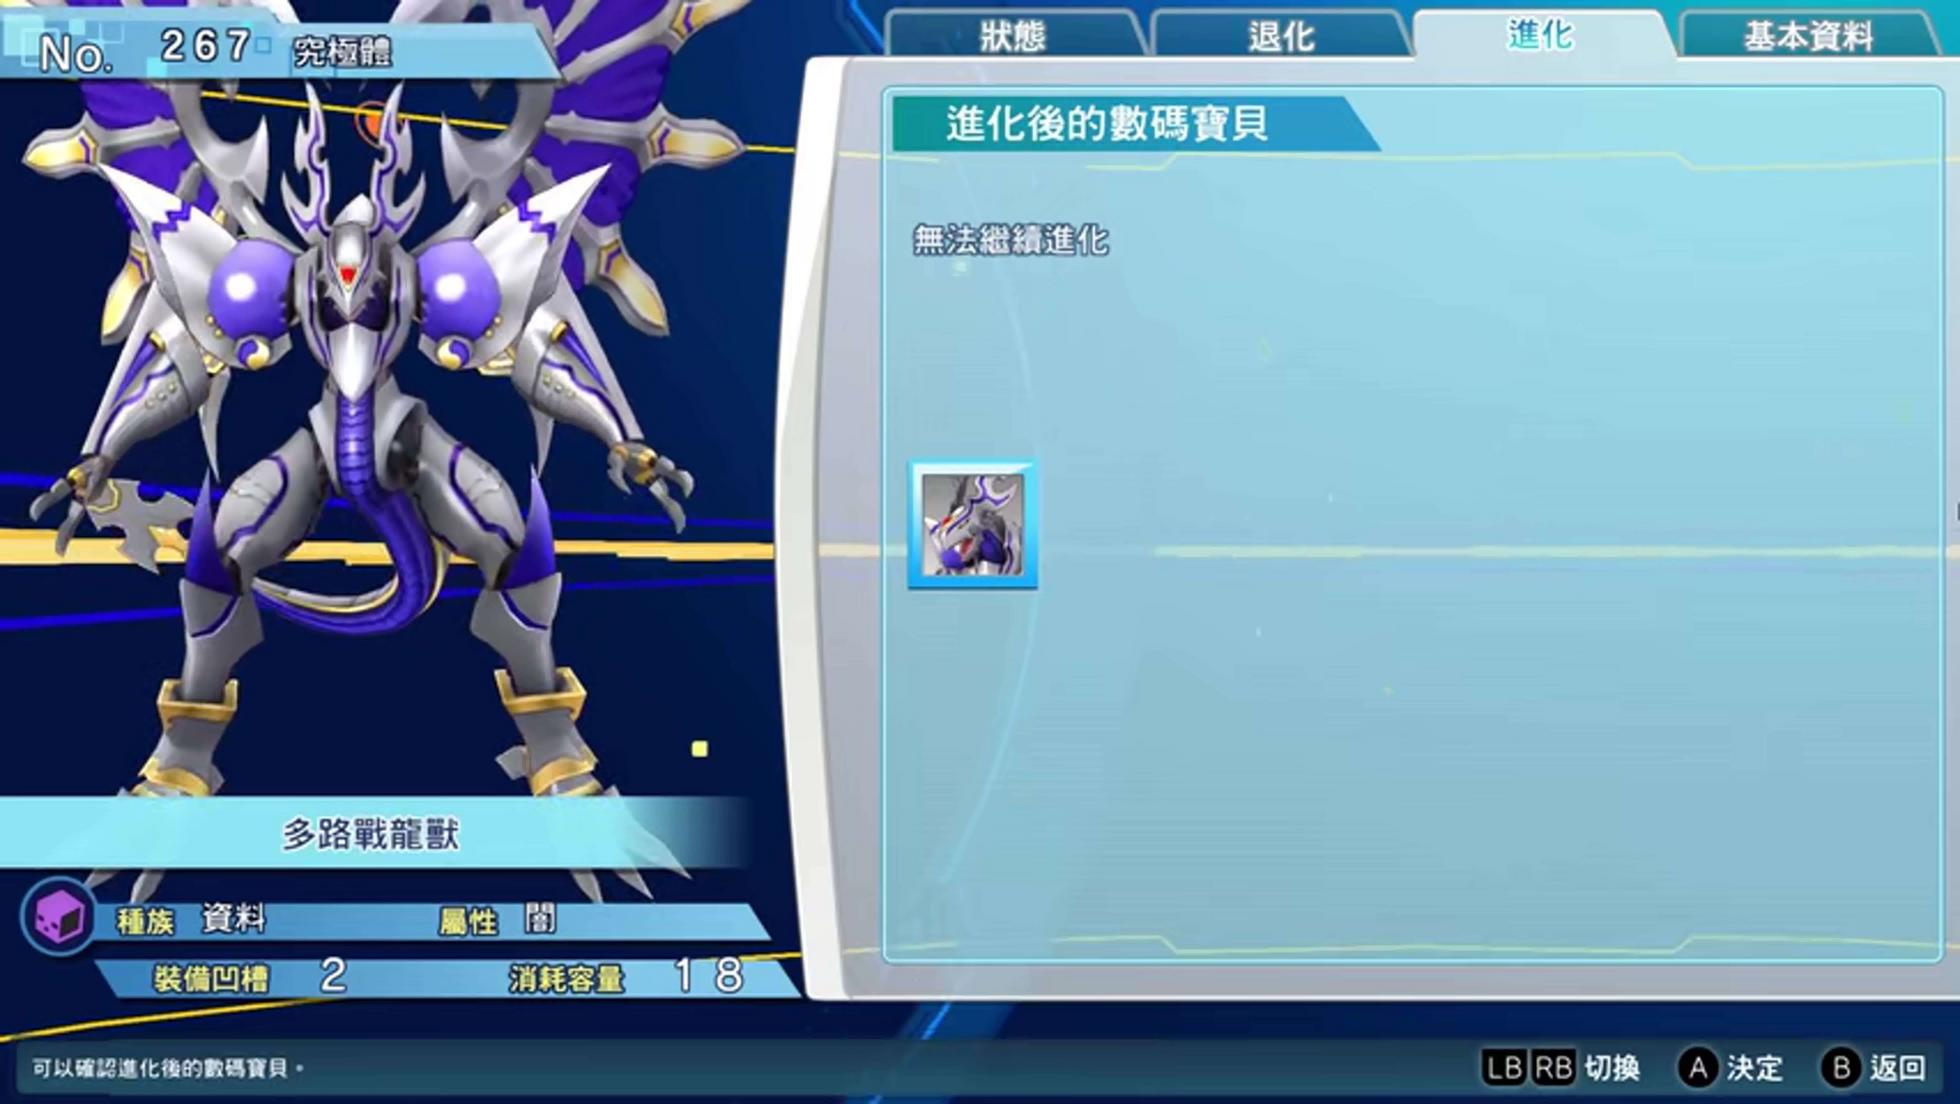 No. 267 究極體
狀態
退化
進化
基本資料
進化後的數碼寶貝
無法繼續進化
多路戰龍獸
種族 資料 屬性 闇
裝備凹槽 2 消耗容量 18
可以確認進化後的數碼寶貝。
LB RB 切換 A 決定 B 返回